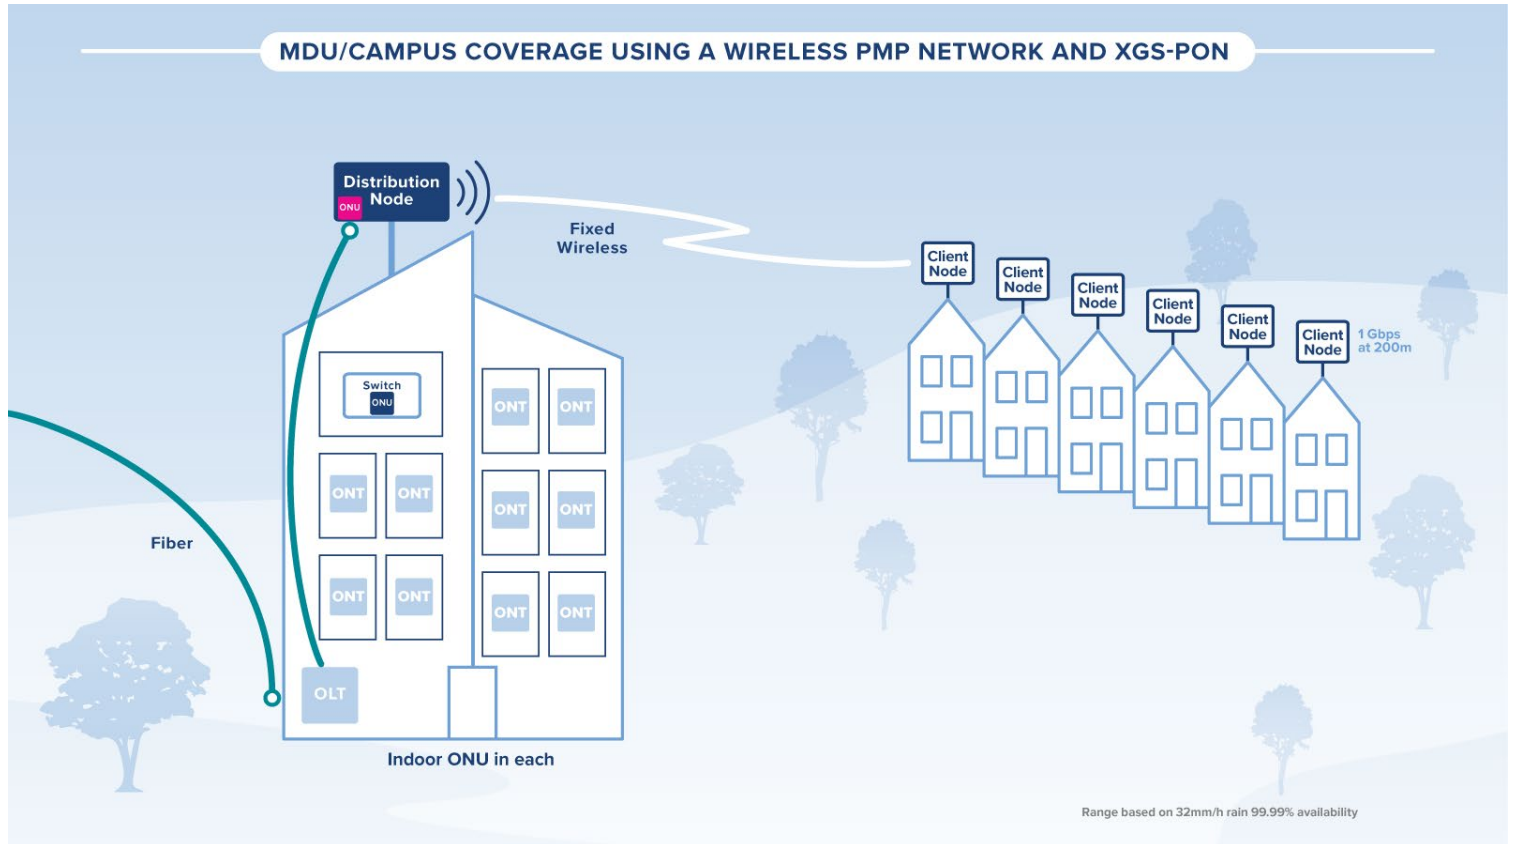 MDU/CAMPUS COVERAGE USING A WIRELESS PMP NETWORK AND XGS-PON
Distribution
Node
ONU
Fixed
Wireless
Client
Node
Client
Node
Client
Node
Client
Node
Client
Node
Client
Node
1 Gbps
at 200m
Switch
ONU
ONT
ONT
ONT
ONT
ONT
ONT
ONT
ONT
ONT
ONT
Fiber
OLT
Indoor ONU in each
Range based on 32mm/h rain 99.99% availability